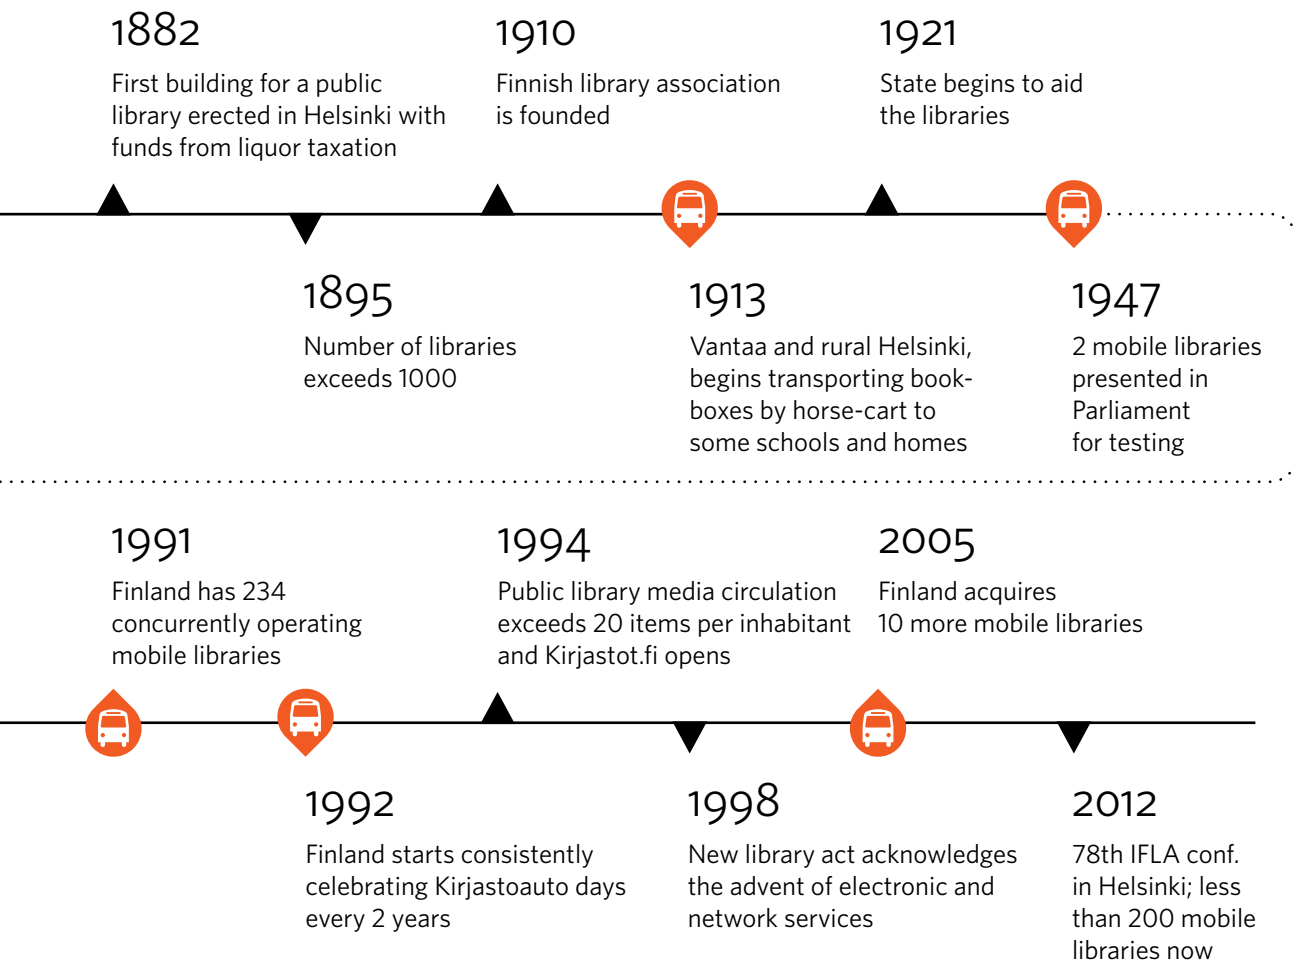 1882
First building for a public
library erected in Helsinki with
funds from liquor taxation
1910
Finnish library association
is founded
1921
State begins to aid
the libraries
1895
Number of libraries
exceeds 1000
1913
Vantaa and rural Helsinki,
begins transporting book-
boxes by horse-cart to
some schools and homes
1947
2 mobile libraries
presented in
Parliament
for testing
1991
Finland has 234
concurrently operating
mobile libraries
1994
Public library media circulation
exceeds 20 items per inhabitant
and Kirjastot.fi opens
2005
Finland acquires
10 more mobile libraries
1992
Finland starts consistently
celebrating Kirjastoauto days
every 2 years
1998
New library act acknowledges
the advent of electronic and
network services
2012
78th IFLA conf.
in Helsinki; less
than 200 mobile
libraries now